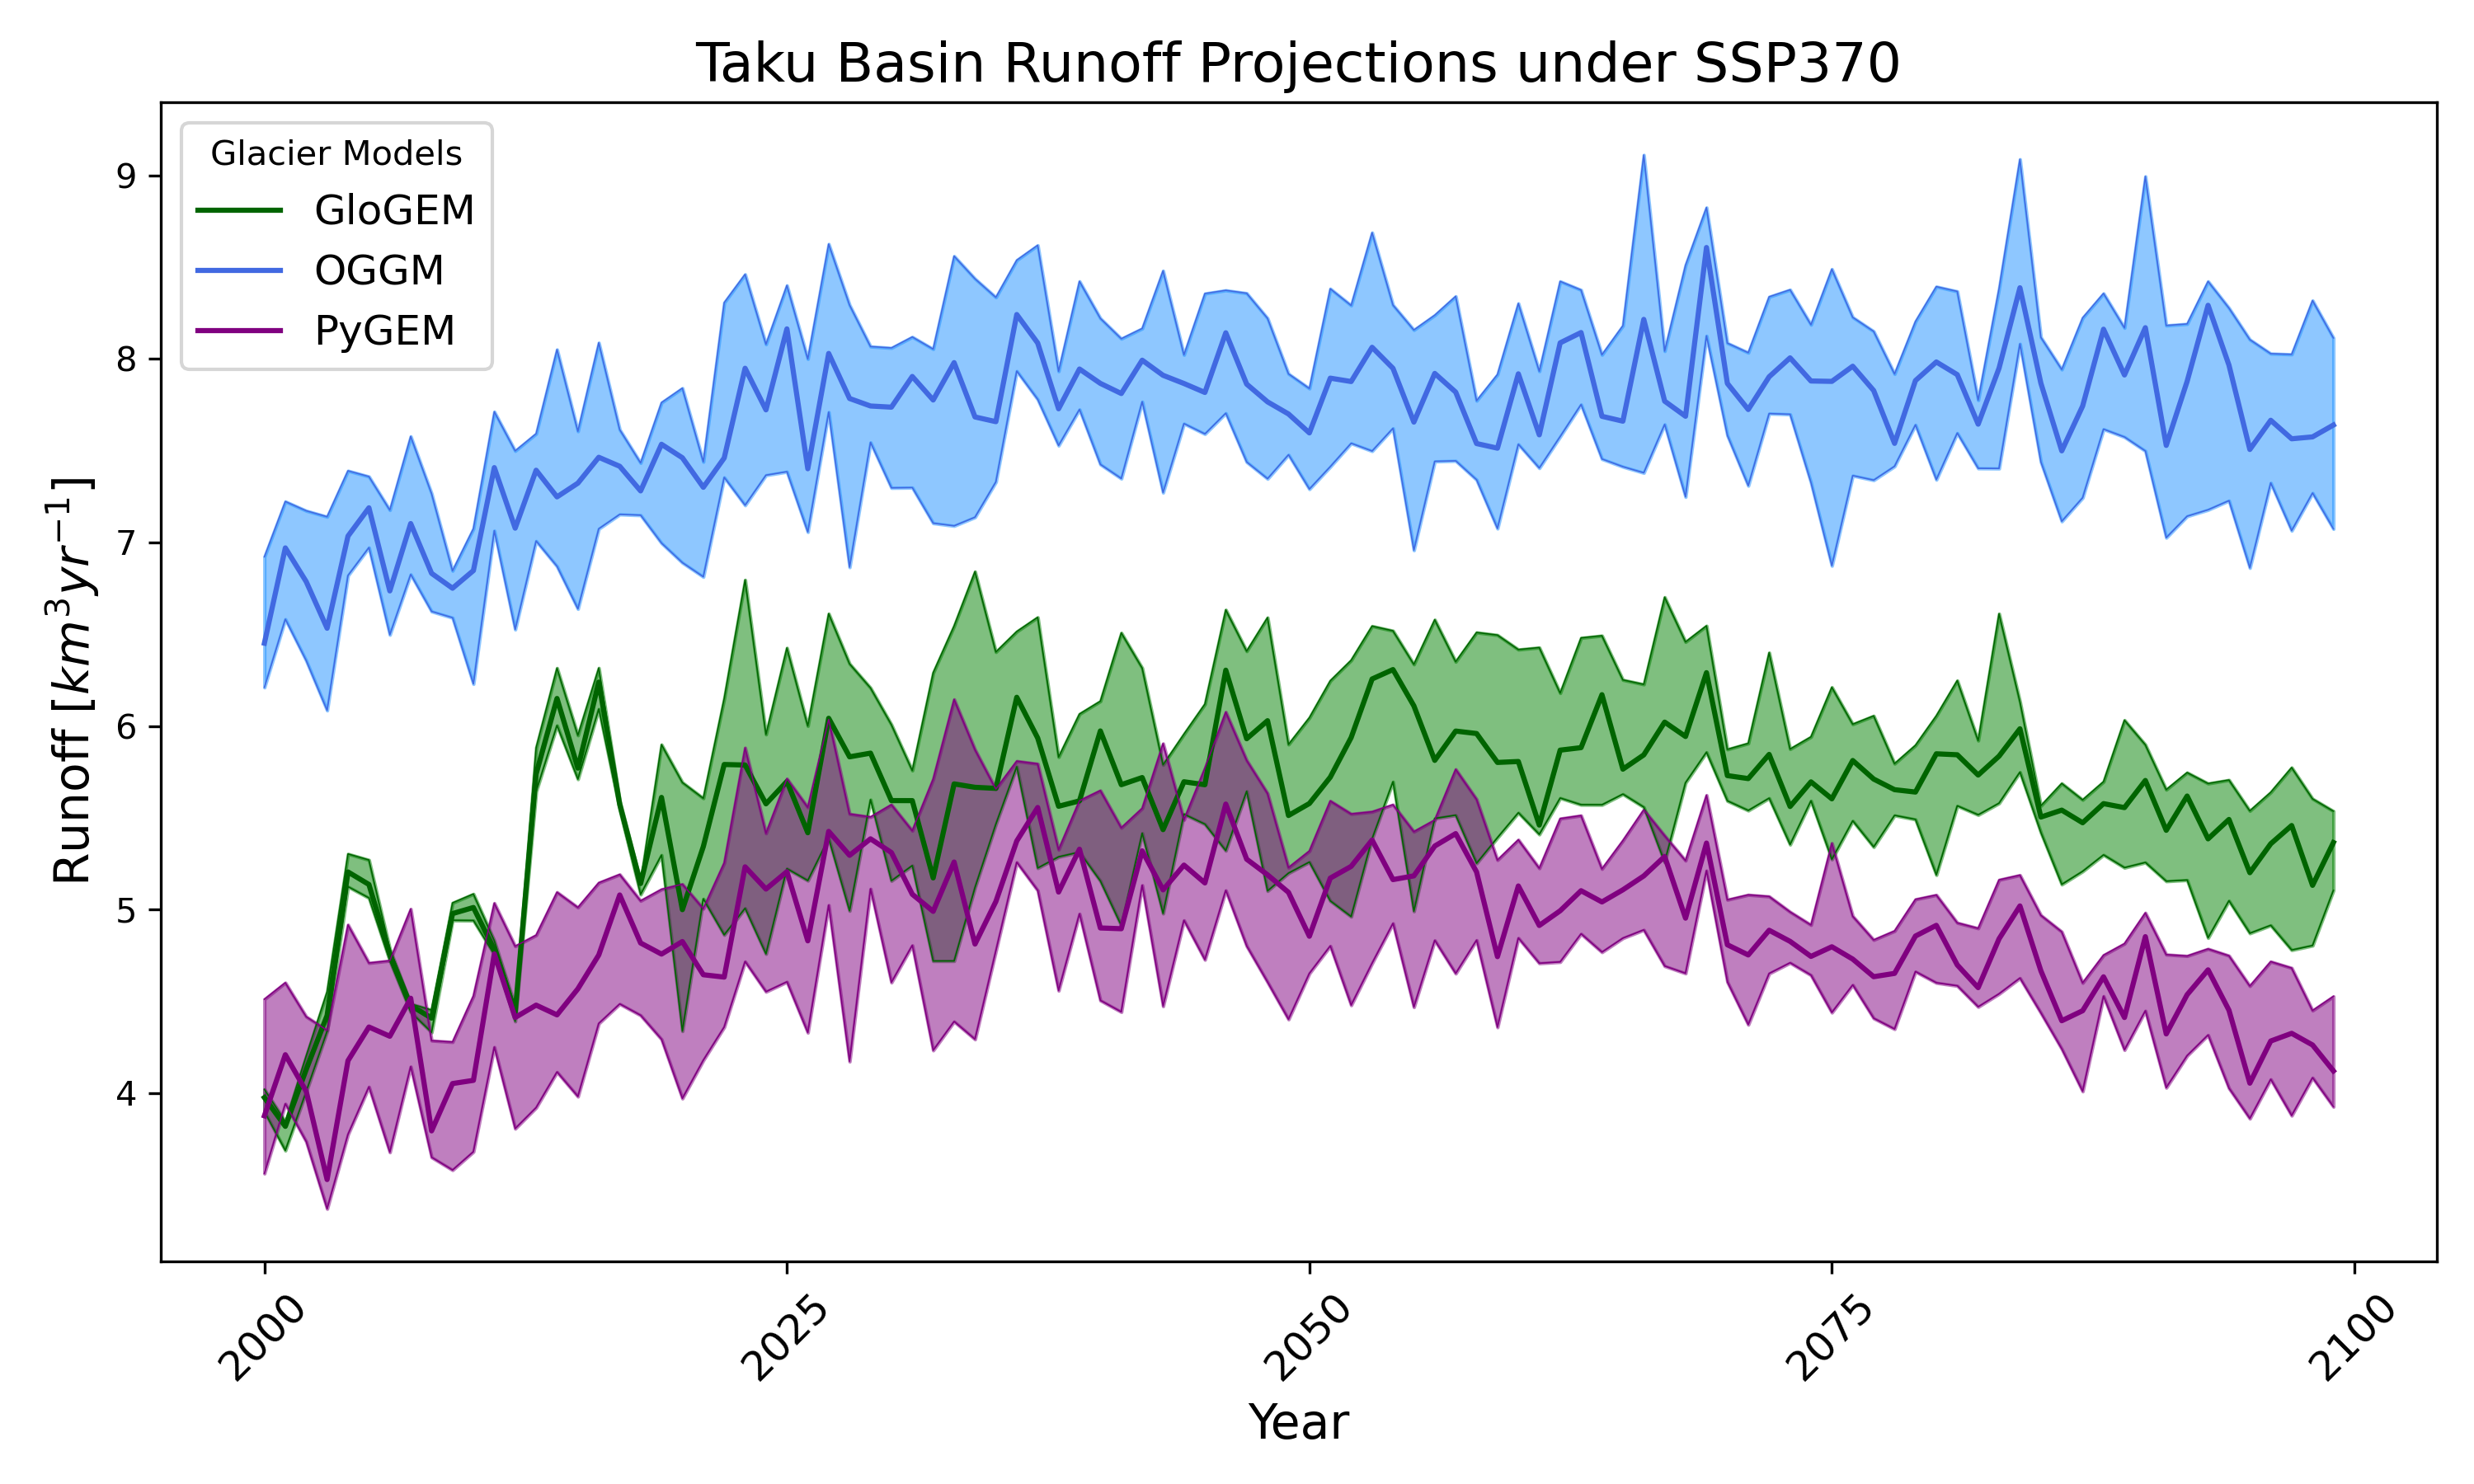 Taku Basin Runoff Projections under SSP370
Glacier Models
GloGEM
OGGM
PyGEM
Runoff [km³yr⁻¹]
9
8
7
6
5
4
2000
2025
2050
2075
2100
Year